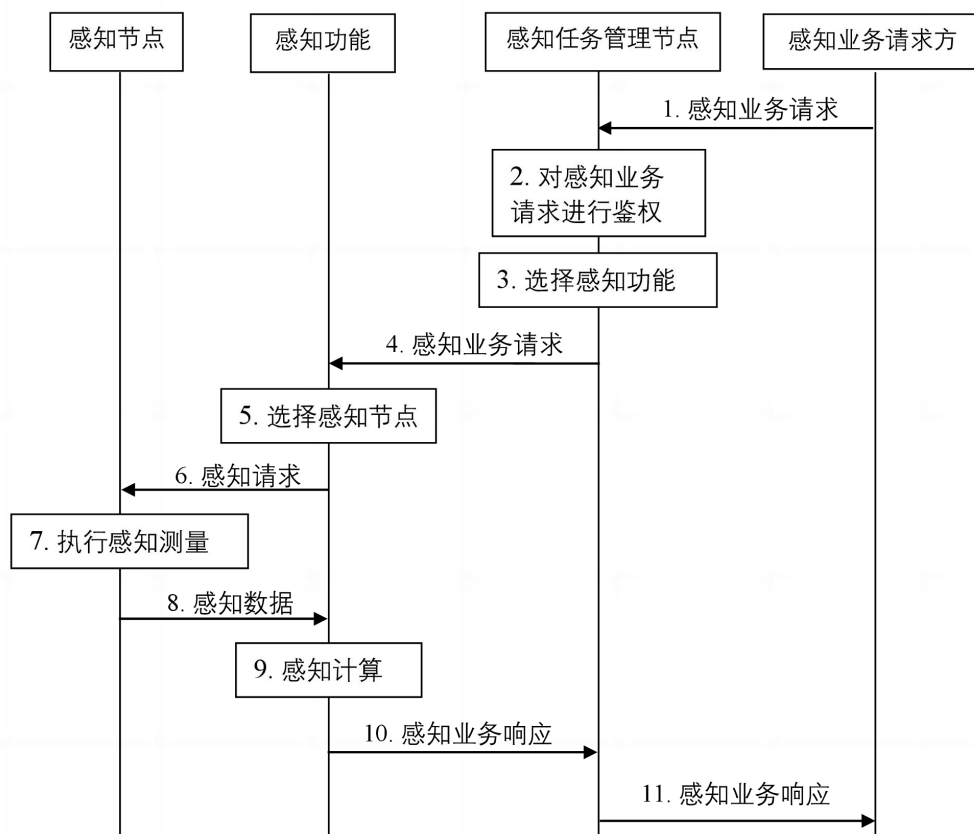 感知节点
感知功能
感知任务管理节点
感知业务请求方
1. 感知业务请求
2. 对感知业务
请求进行鉴权
3. 选择感知功能
4. 感知业务请求
5. 选择感知节点
6. 感知请求
7. 执行感知测量
8. 感知数据
9. 感知计算
10. 感知业务响应
11. 感知业务响应